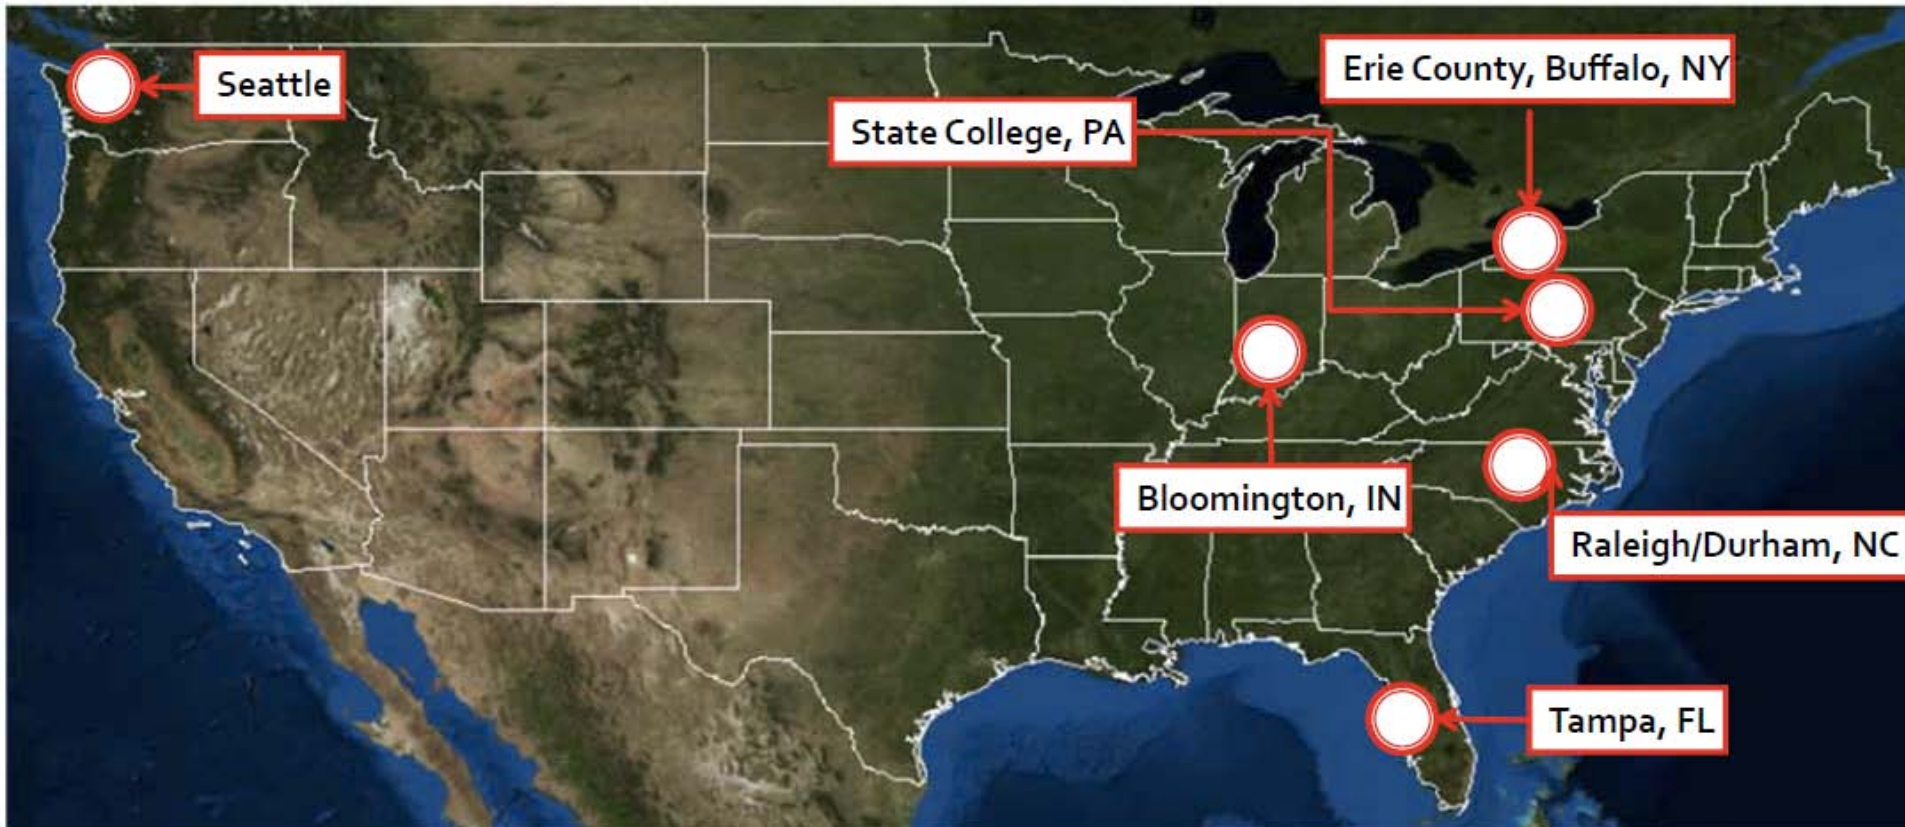 Seattle
Erie County, Buffalo, NY
State College, PA
Bloomington, IN
Raleigh/Durham, NC
Tampa, FL